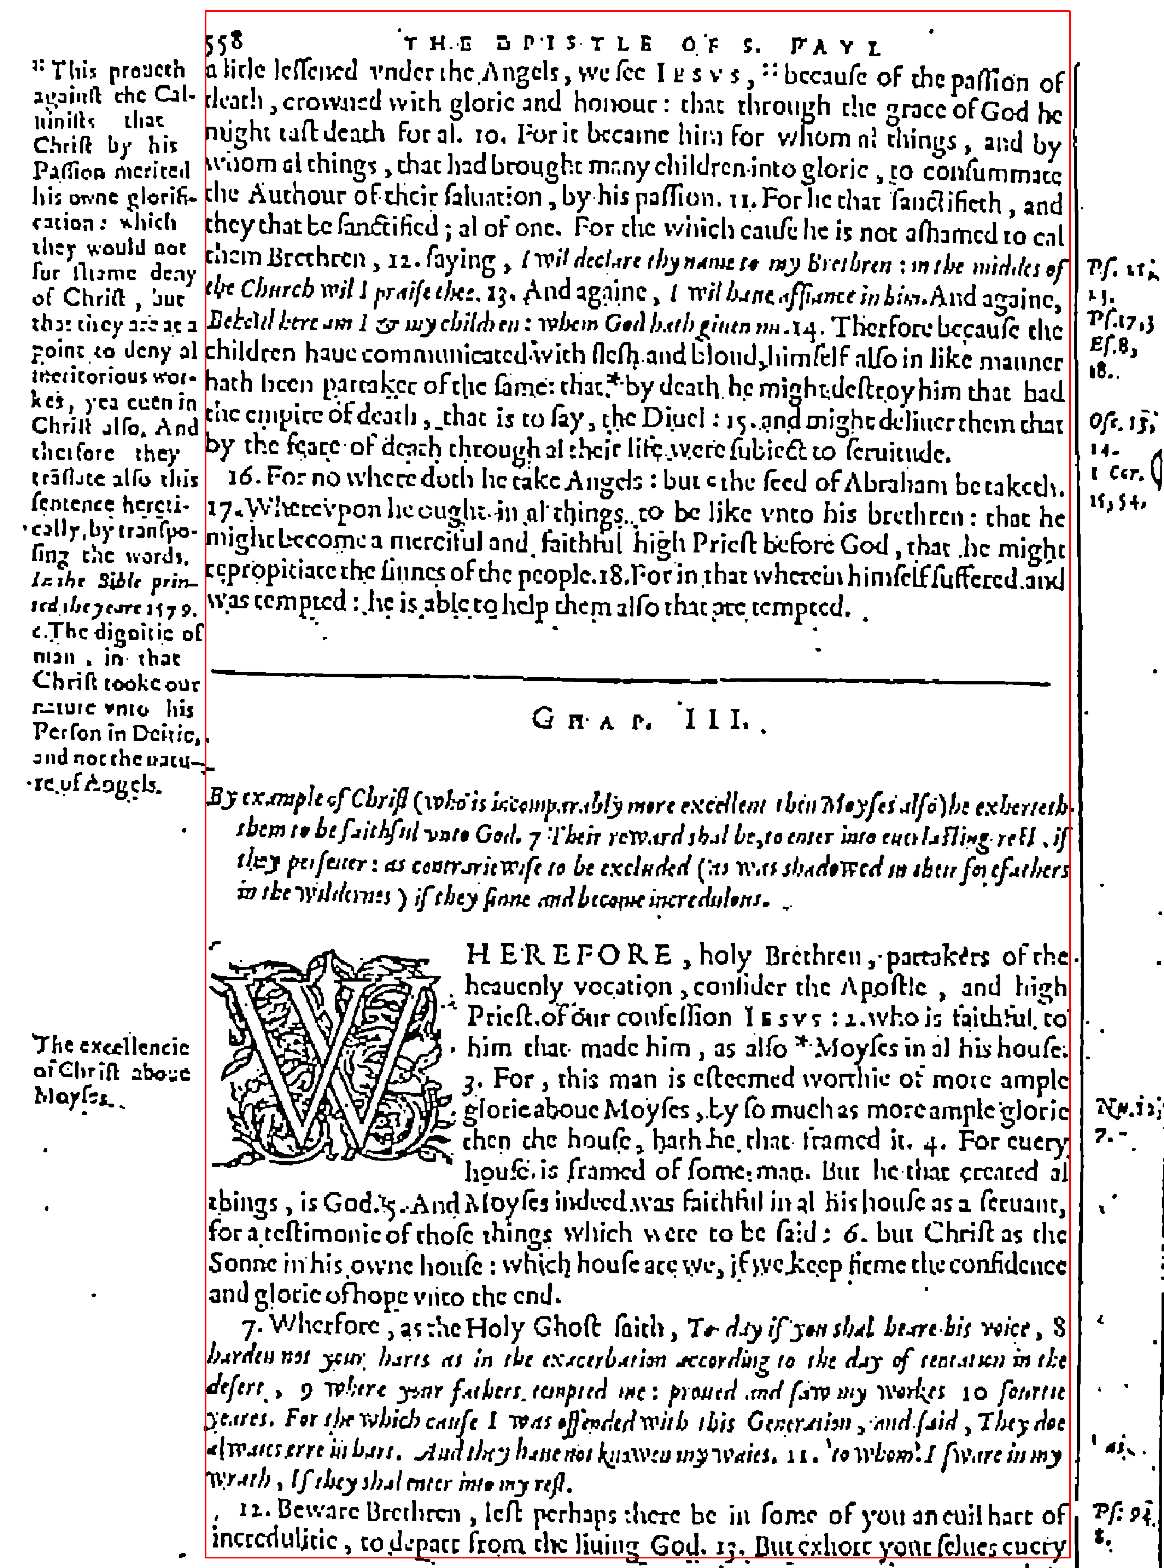 558 THE EPISTLE OF S. PAVL
a litle lessened vnder the Angels, we see IESVS, :: because of the passion of
death, crowned with glorie and honour: that through the grace of God he
might tast death for al. 10. For it became him for whom al things, and by
whom al things, that had brought many children into glorie, to consummate
the Authour of their saluation, by his passion. 11. For he that sanctifieth, and
they that be sanctified; al of one. For the which cause he is not ashamed to cal
them Brethren, 12. saying, I wil declare thy name to my Brethren: in the middes of
the Church wil I praise thee. 13. And againe, I wil haue affiance in him. And againe,
Behold here am I & my children: whom God hath giuen me. 14. Therfore because the
children haue communicated with flesh and bloud, himself also in like manner
hath been partaker of the same: that * by death he might destroy him that had
the empire of death, that is to say, the Diuel: 15. and might deliuer them that
by the feare of death through al their life were subiect to seruitude.
16. For no where doth he take Angels: but c the seed of Abraham he taketh.
17. Wherevpon he ought in al things to be like vnto his brethren: that he
might become a merciful and faithful high Priest before God, that he might
repropitiate the sinnes of the people. 18. For in that wherein himself suffered and
was tempted: he is able to help them also that are tempted.
:: This proueth
against the Cal-
uinists that
Christ by his
Passion merited
his owne glorifi-
cation: which
they would not
for shame deny
of Christ, but
that they are at a
point to deny al
meritorious wor-
kes, yea euen in
Christ also. And
therfore they
trãslate also this
sentence hereti-
cally, by transpo-
sing the words.
In the Bible prin-
ted the yeare 1579.
c. The dignitie of
man, in that
Christ tooke our
nature vnto his
Person in Deitie,
and not the natu-
re of Angels.
Ps. 21,
23.
Ps. 17, 3
Es. 8,
18.
Ose. 13,
14.
1 Cor.
15, 54.
CHAP. III.
By example of Christ (who is incomparably more excellent then Moyses also) he exhorteth
them to be faithful vnto God. 7 Their reward shal be, to enter into euerlasting rest, if
they perseuer: as contrariewise to be excluded (as was shadowed in their forefathers
in the wildernes) if they sinne and become incredulous.
WHEREFORE, holy Brethren, partakers of the
heauenly vocation, consider the Apostle, and high
Priest of our confession IESVS: 2. who is faithful to
him that made him, as also * Moyses in al his house.
3. For, this man is esteemed worthie of more ample
glorie aboue Moyses, by so much as more ample glorie
then the house, hath he that framed it. 4. For euery
house is framed of some man. But he that created al
things, is God. 5. And Moyses indeed was faithful in al his house as a seruant,
for a testimonie of those things which were to be said: 6. but Christ as the
Sonne in his owne house: which house are we, if we keep firme the confidence
and glorie of hope vnto the end.
The excellencie
of Christ aboue
Moyses.
Nu. 12,
7.
7. Wherfore, as the Holy Ghost saith, To day if you shal heare his voice, 8
harden not your harts as in the exacerbation according to the day of tentation in the
desert, 9 where your fathers tempted me: proued and saw my workes 10 fourtie
yeares. For the which cause I was offended with this Generation, and said, They doe
alwaies erre in hart. And they haue not knowen my waies. 11. to whom I sware in my
wrath, If they shal enter into my rest.
12. Beware Brethren, lest perhaps there be in some of you an euil hart of
incredulitie, to depart from the liuing God. 13. But exhort your selues euery
Ps. 94.
8.